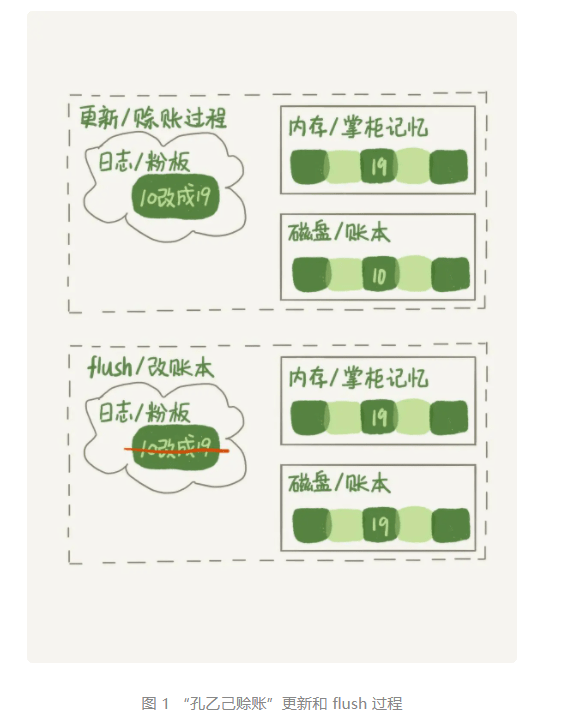 更新/赊账过程
日志/粉板
10改成19
内存/掌柜记忆
19
磁盘/账本
10
flush/改账本
日志/粉板
10改成19
内存/掌柜记忆
19
磁盘/账本
19
图 1 “孔乙己赊账”更新和 flush 过程